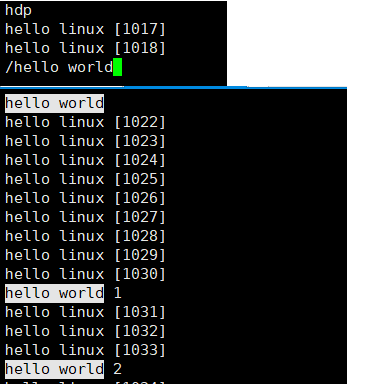 hdp
hello linux [1017]
hello linux [1018]
/hello world
hello world
hello linux [1022]
hello linux [1023]
hello linux [1024]
hello linux [1025]
hello linux [1026]
hello linux [1027]
hello linux [1028]
hello linux [1029]
hello linux [1030]
hello world 1
hello linux [1031]
hello linux [1032]
hello linux [1033]
hello world 2